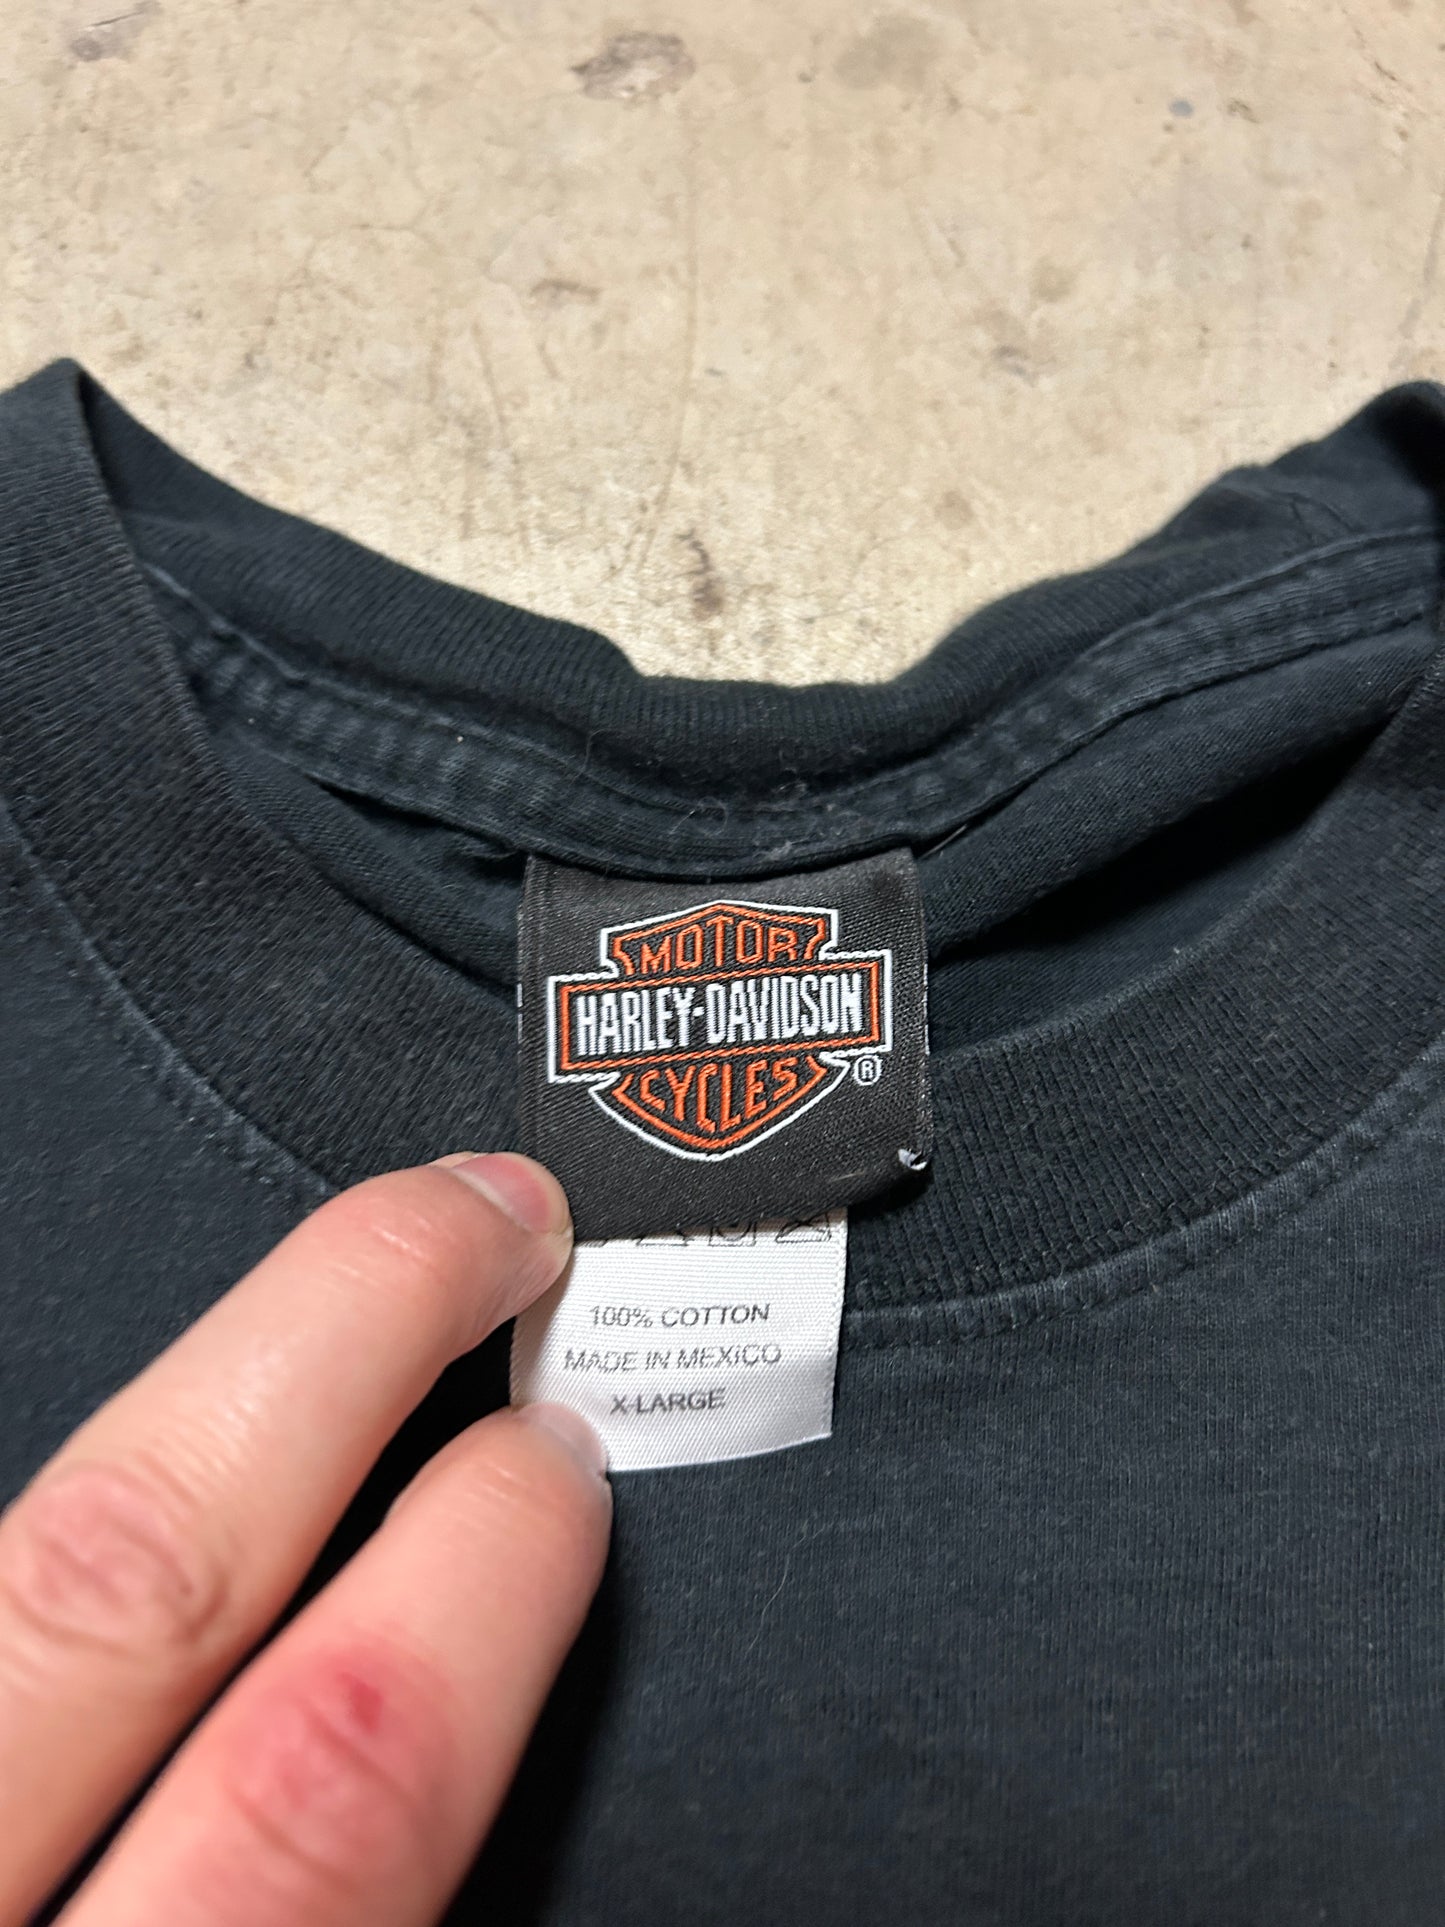 MOTOR
HARLEY-DAVIDSON
CYCLES
®
100% COTTON
MADE IN MEXICO
X-LARGE